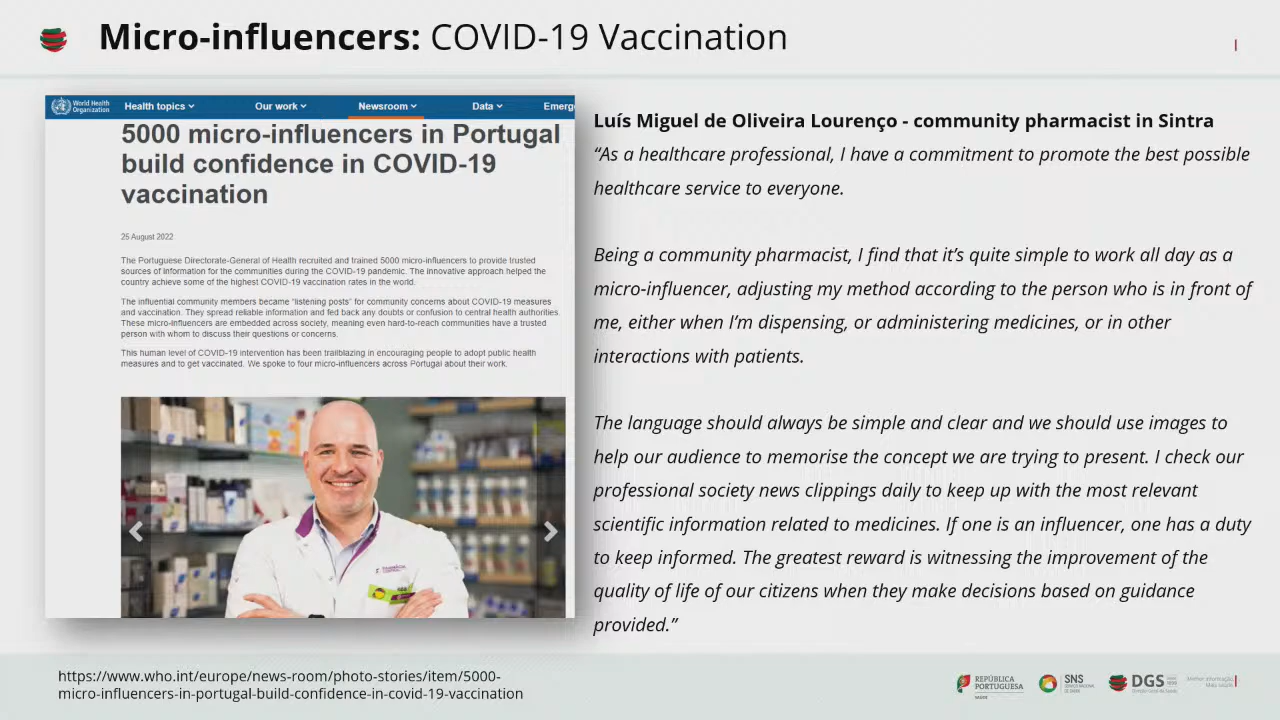 Micro-influencers: COVID-19 Vaccination
World Health
Organization
Health topics
Our work
Newsroom
Data
Emerg
5000 micro-influencers in Portugal
build confidence in COVID-19
vaccination
25 August 2022
The Portuguese Directorate-General of Health recruited and trained 5000 micro-influencers to provide trusted
sources of information for the communities during the COVID-19 pandemic. The innovative approach helped the
country achieve some of the highest COVID-19 vaccination rates in the world.
The influential community members became "listening posts" for community concerns about COVID-19 measures
and vaccination. They spread reliable information and fed back any doubts or confusion to central health authorities.
These micro-influencers are embedded across society, meaning even hard-to-reach communities have a trusted
person with whom to discuss their questions or concerns.
This human level of COVID-19 intervention has been trailblazing in encouraging people to adopt public health
measures and to get vaccinated. We spoke to four micro-influencers across Portugal about their work.
Luís Miguel de Oliveira Lourenço - community pharmacist in Sintra
“As a healthcare professional, I have a commitment to promote the best possible
healthcare service to everyone.
Being a community pharmacist, I find that it’s quite simple to work all day as a
micro-influencer, adjusting my method according to the person who is in front of
me, either when I’m dispensing, or administering medicines, or in other
interactions with patients.
The language should always be simple and clear and we should use images to
help our audience to memorise the concept we are trying to present. I check our
professional society news clippings daily to keep up with the most relevant
scientific information related to medicines. If one is an influencer, one has a duty
to keep informed. The greatest reward is witnessing the improvement of the
quality of life of our citizens when they make decisions based on guidance
provided.”
https://www.who.int/europe/news-room/photo-stories/item/5000-
micro-influencers-in-portugal-build-confidence-in-covid-19-vaccination
REPÚBLICA
PORTUGUESA
SAÚDE
SNS
SERVIÇO NACIONAL
DE SAÚDE
DGS
Direção-Geral da Saúde
Melhor informação,
Mais saúde